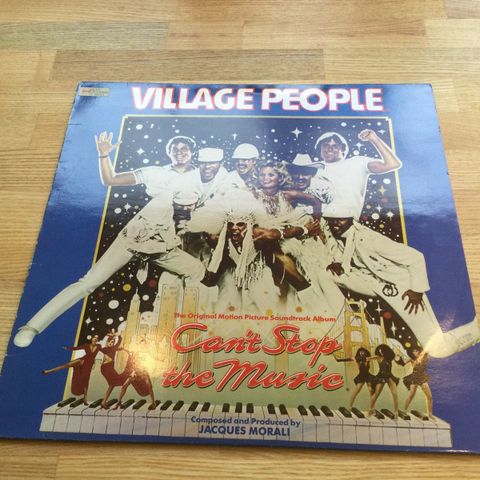 VILLAGE PEOPLE
The Original Motion Picture Soundtrack Album
Can't Stop
the Music
Composed and Produced by
JACQUES MORALI